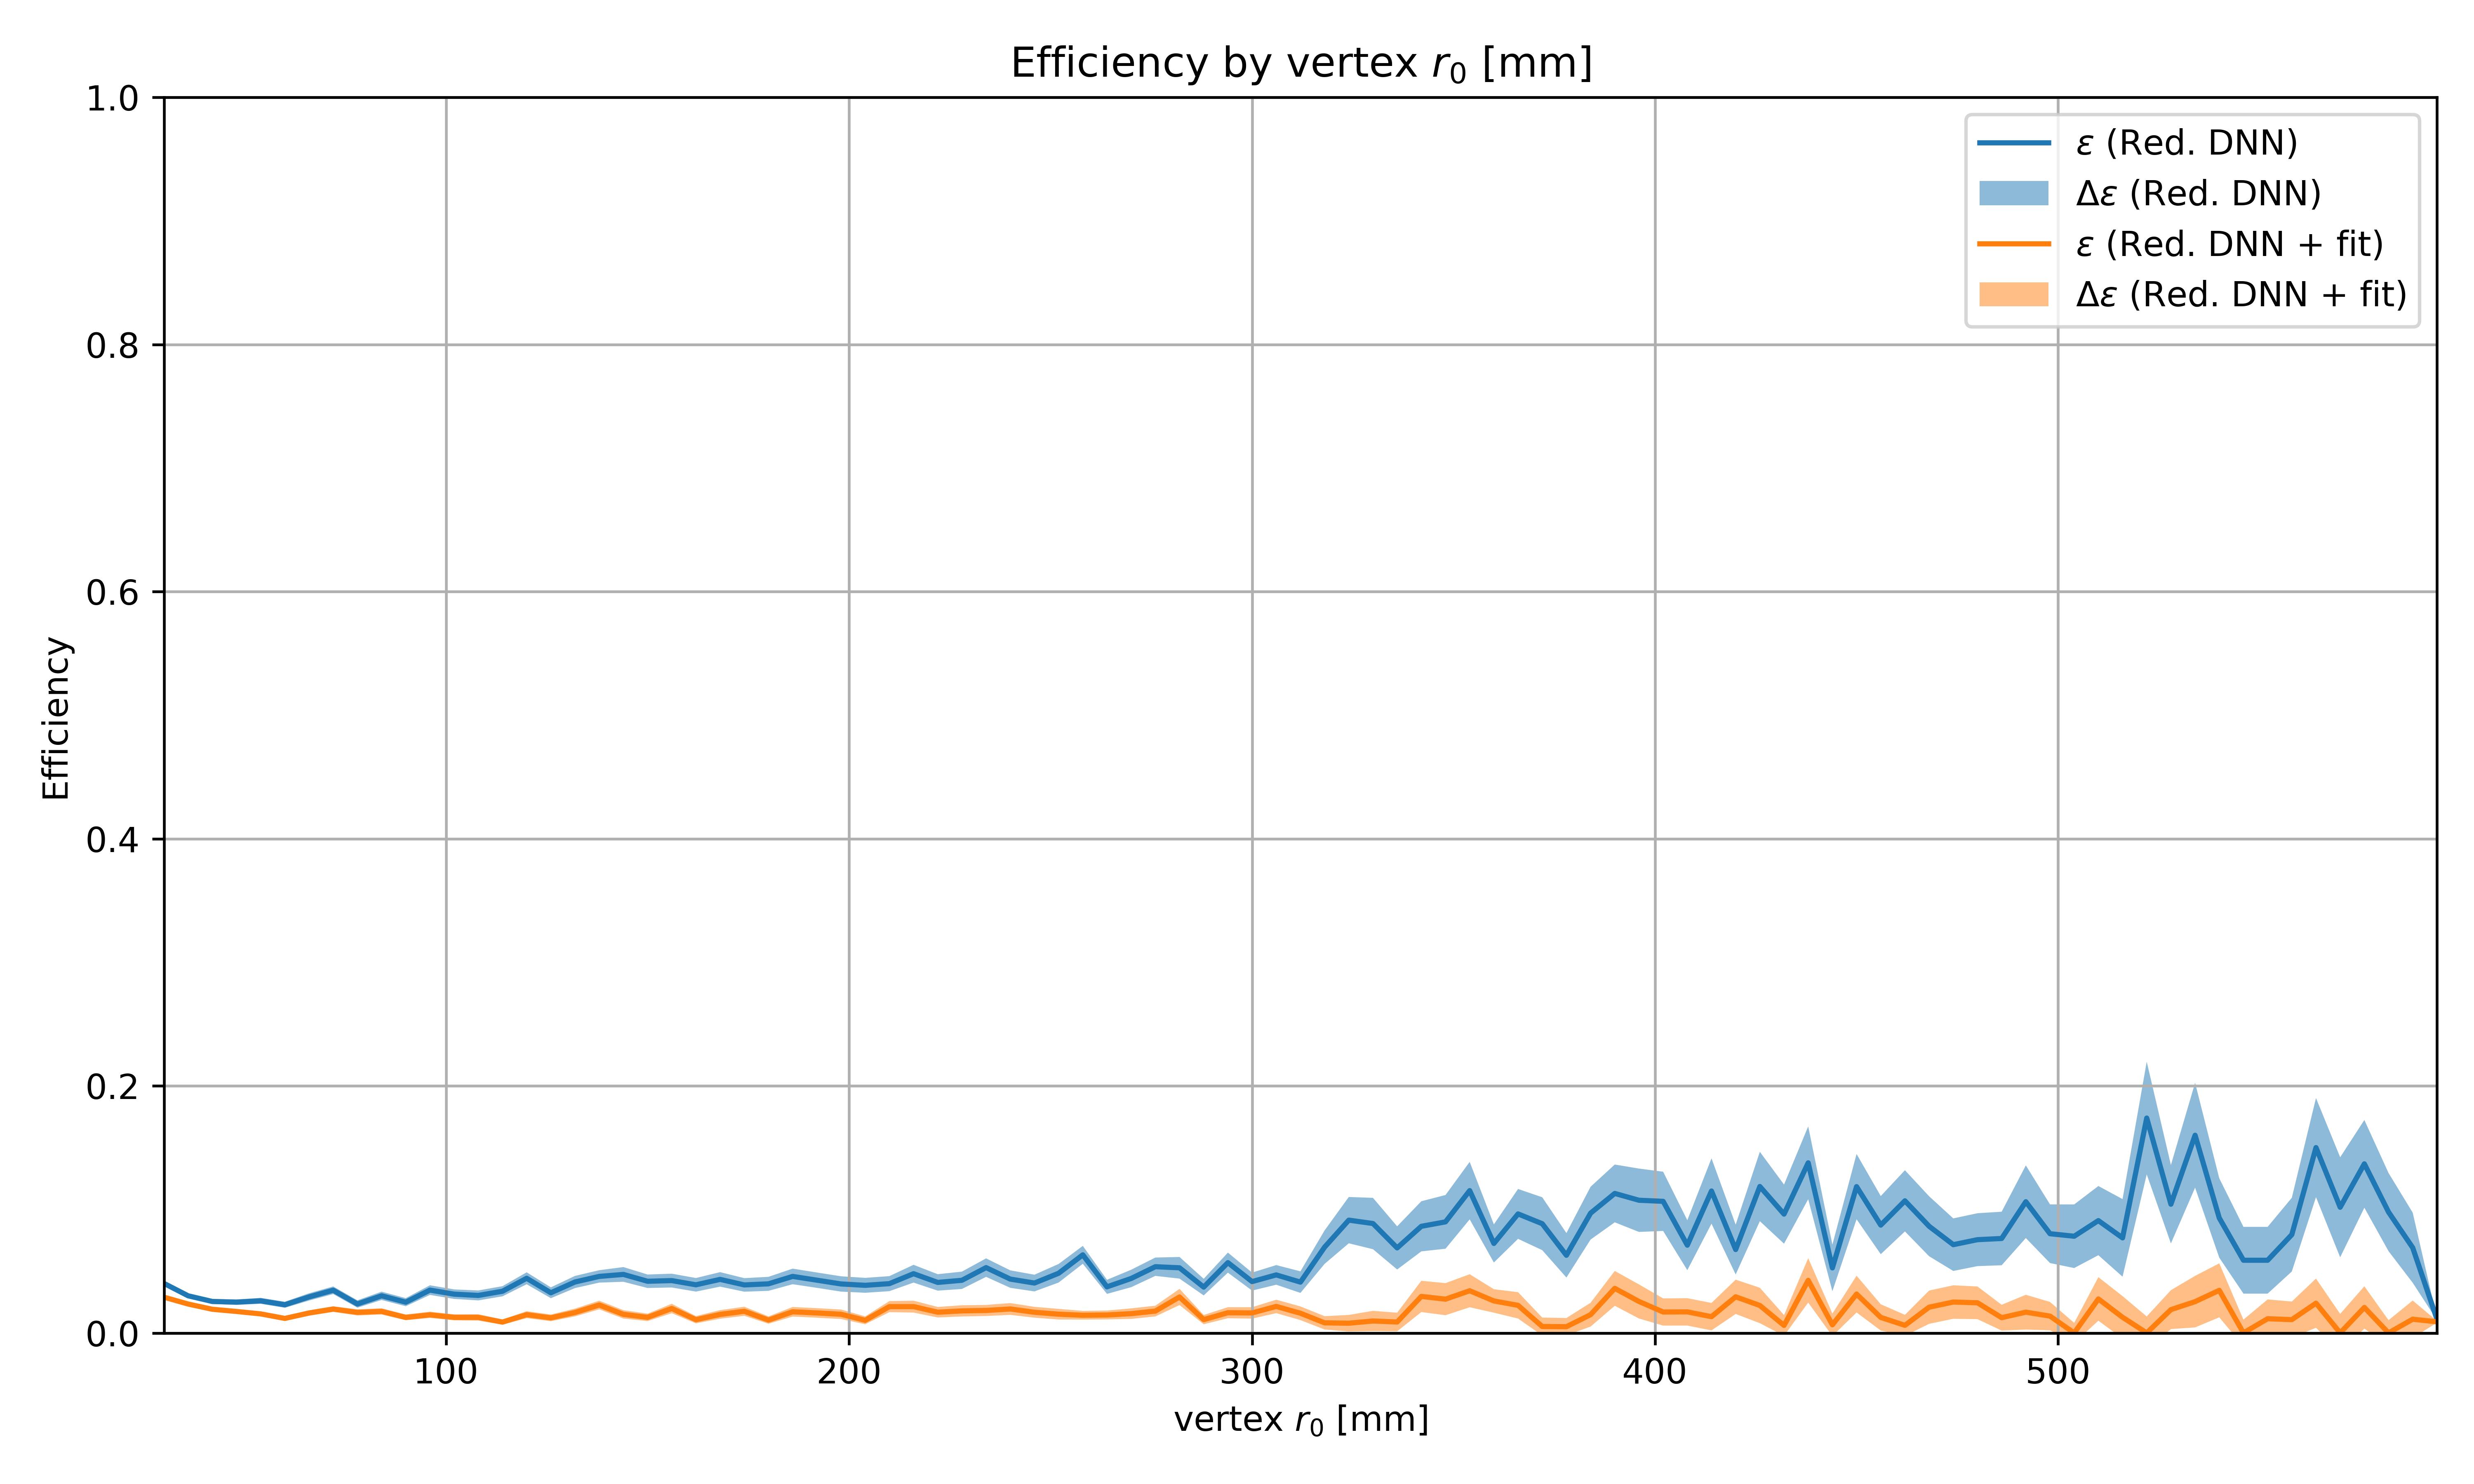 Efficiency by vertex r₀ [mm]
1.0
0.8
0.6
0.4
0.2
0.0
Efficiency
100
200
300
400
500
vertex r₀ [mm]
ε (Red. DNN)
Δε (Red. DNN)
ε (Red. DNN + fit)
Δε (Red. DNN + fit)